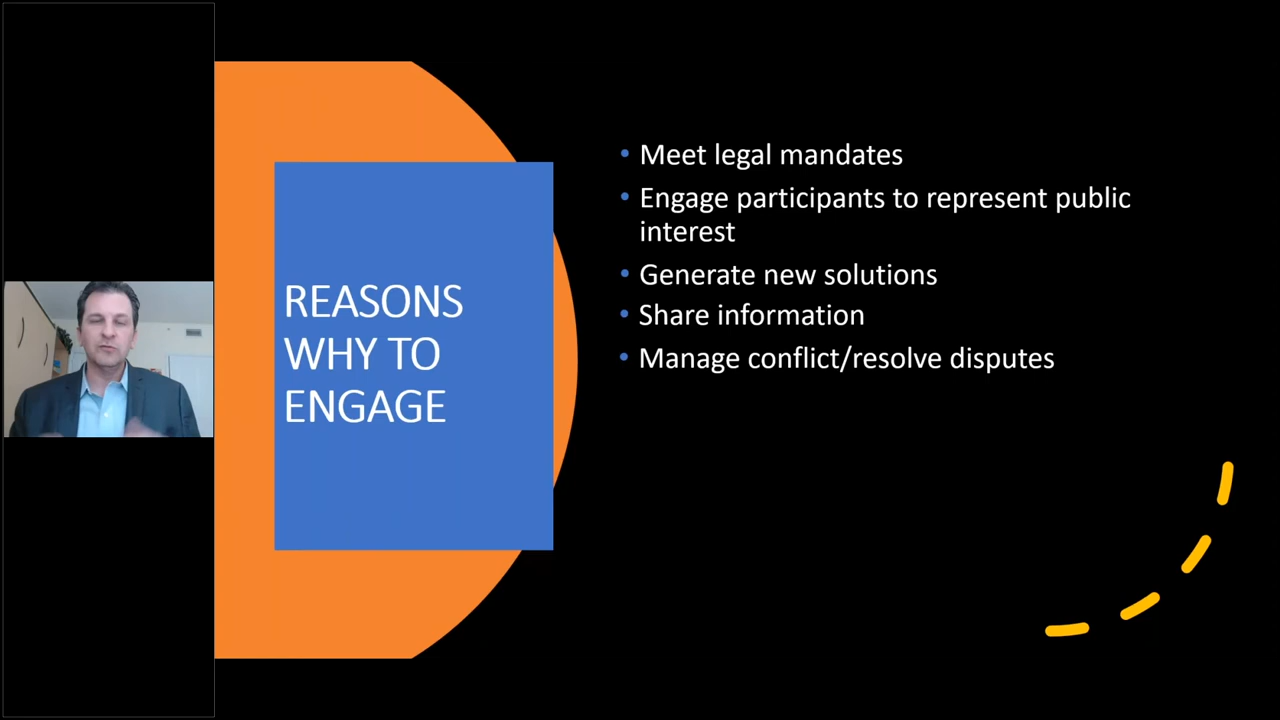 REASONS
WHY TO
ENGAGE
• Meet legal mandates
• Engage participants to represent public
interest
• Generate new solutions
• Share information
• Manage conflict/resolve disputes